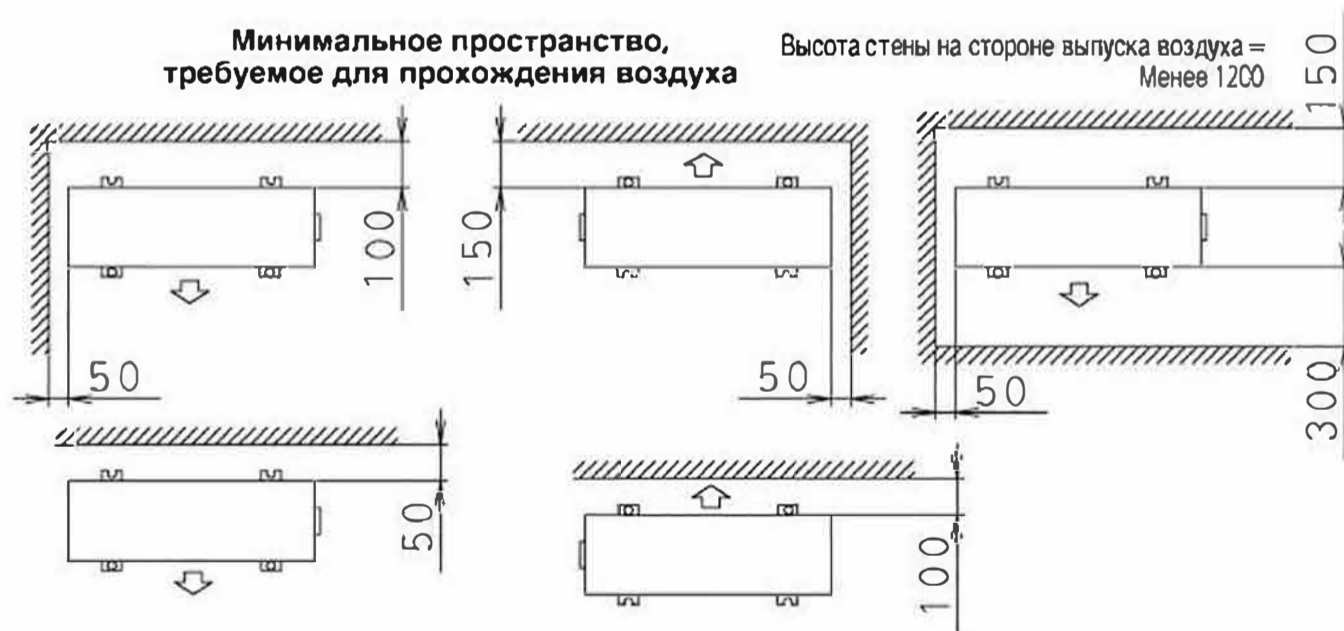 Минимальное пространство,
требуемое для прохождения воздуха
Высота стены на стороне выпуска воздуха =
Менее 1200
150
100
150
50
50
50
300
50
100